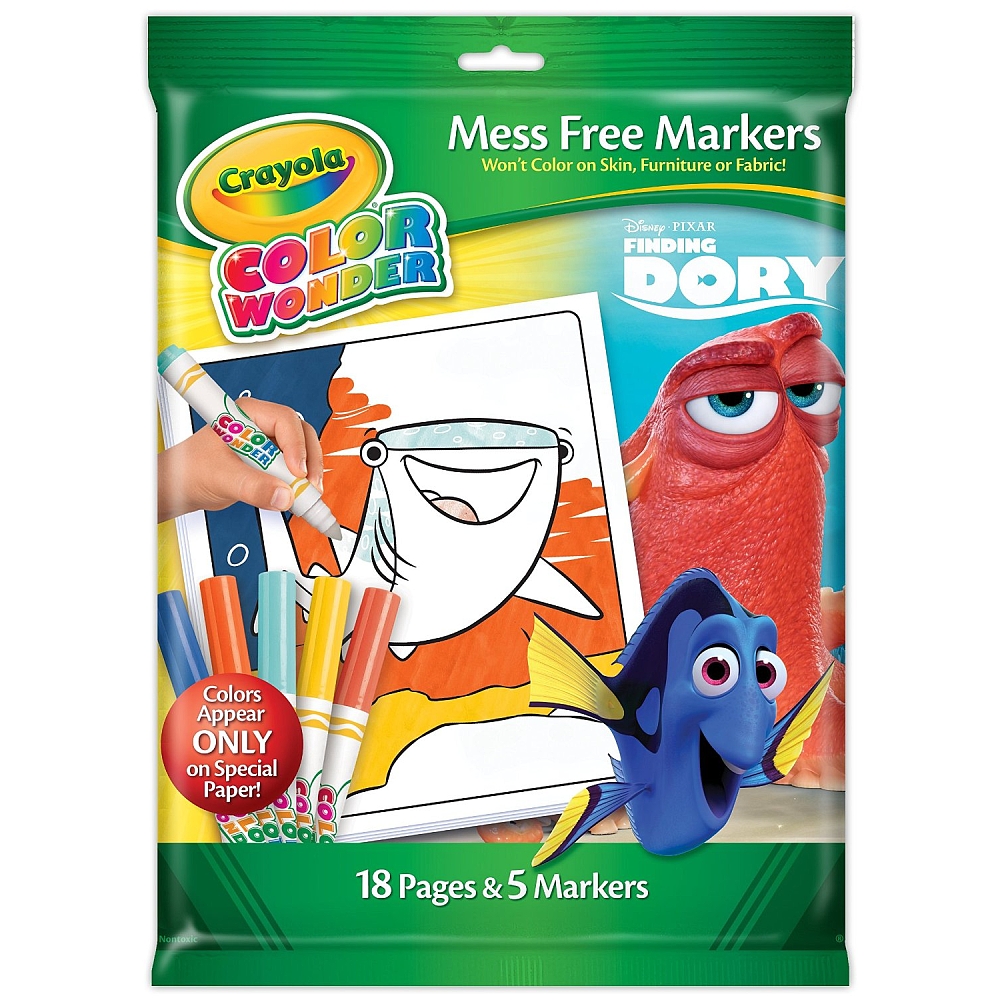 Mess Free Markers
Won't Color on Skin, Furniture or Fabric!
Crayola
COLOR
WONDER
Disney · PIXAR
FINDING
DORY
COLOR
WONDER
Colors
Appear
ONLY
on Special
Paper!
18 Pages & 5 Markers
Nontoxic
®